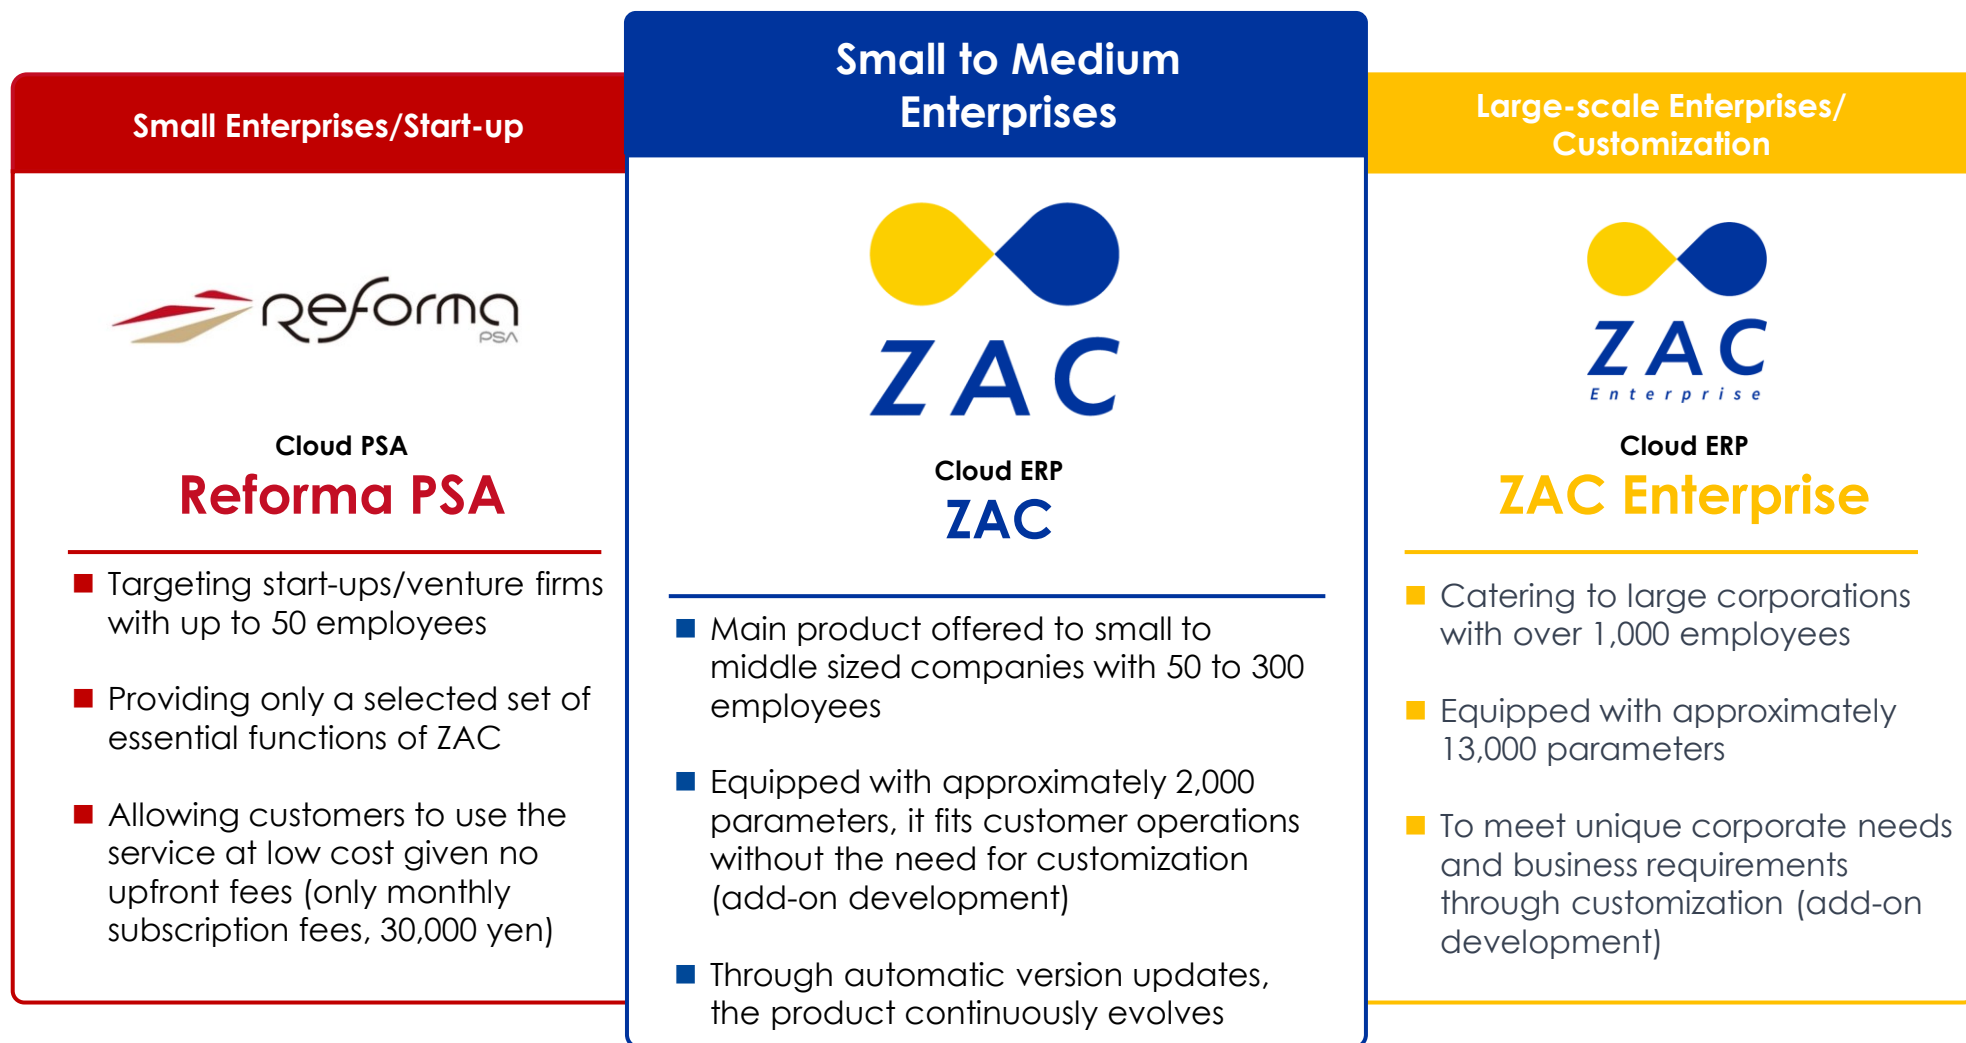 Small Enterprises/Start-up
reforma
PSA
Cloud PSA
Reforma PSA
Targeting start-ups/venture firms
with up to 50 employees
Providing only a selected set of
essential functions of ZAC
Allowing customers to use the
service at low cost given no
upfront fees (only monthly
subscription fees, 30,000 yen)
Small to Medium
Enterprises
ZAC
Cloud ERP
ZAC
Main product offered to small to
middle sized companies with 50 to 300
employees
Equipped with approximately 2,000
parameters, it fits customer operations
without the need for customization
(add-on development)
Through automatic version updates,
the product continuously evolves
Large-scale Enterprises/
Customization
ZAC
Enterprise
Cloud ERP
ZAC Enterprise
Catering to large corporations
with over 1,000 employees
Equipped with approximately
13,000 parameters
To meet unique corporate needs
and business requirements
through customization (add-on
development)